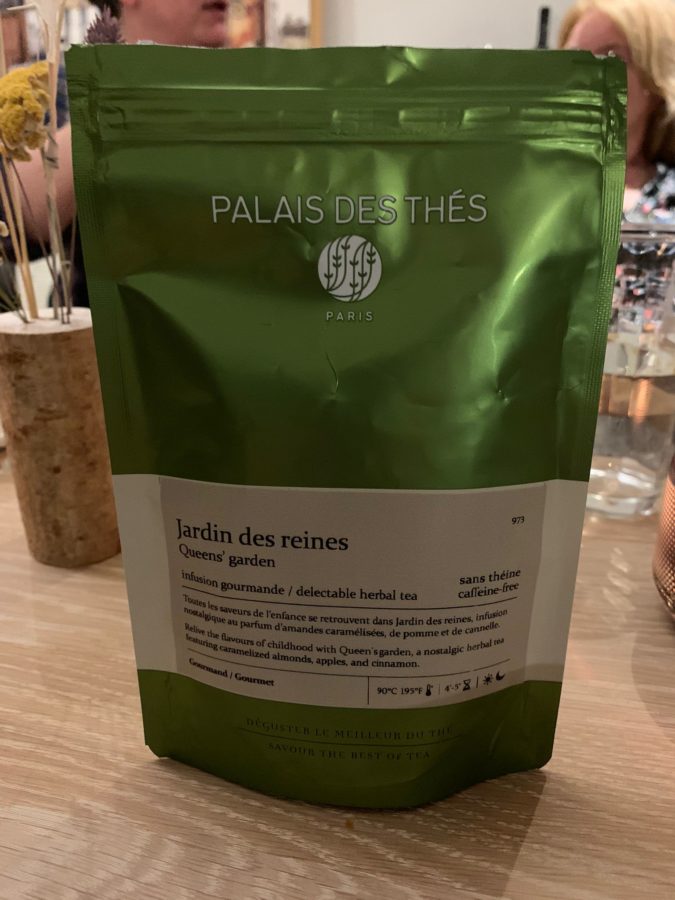 PALAIS DES THÉS
PARIS
973
Jardin des reines
Queens' garden
infusion gourmande / delectable herbal tea
sans théine
caffeine-free
Toutes les saveurs de l'enfance se retrouvent dans Jardin des reines, infusion
nostalgique au parfum d'amandes caramélisées, de pomme et de cannelle.
Relive the flavours of childhood with Queen's garden, a nostalgic herbal tea
featuring caramelized almonds, apples, and cinnamon.
Gourmand / Gourmet
90°C 195°F | 4'-5' |
DÉGUSTER LE MEILLEUR DU THÉ
SAVOUR THE BEST OF TEA